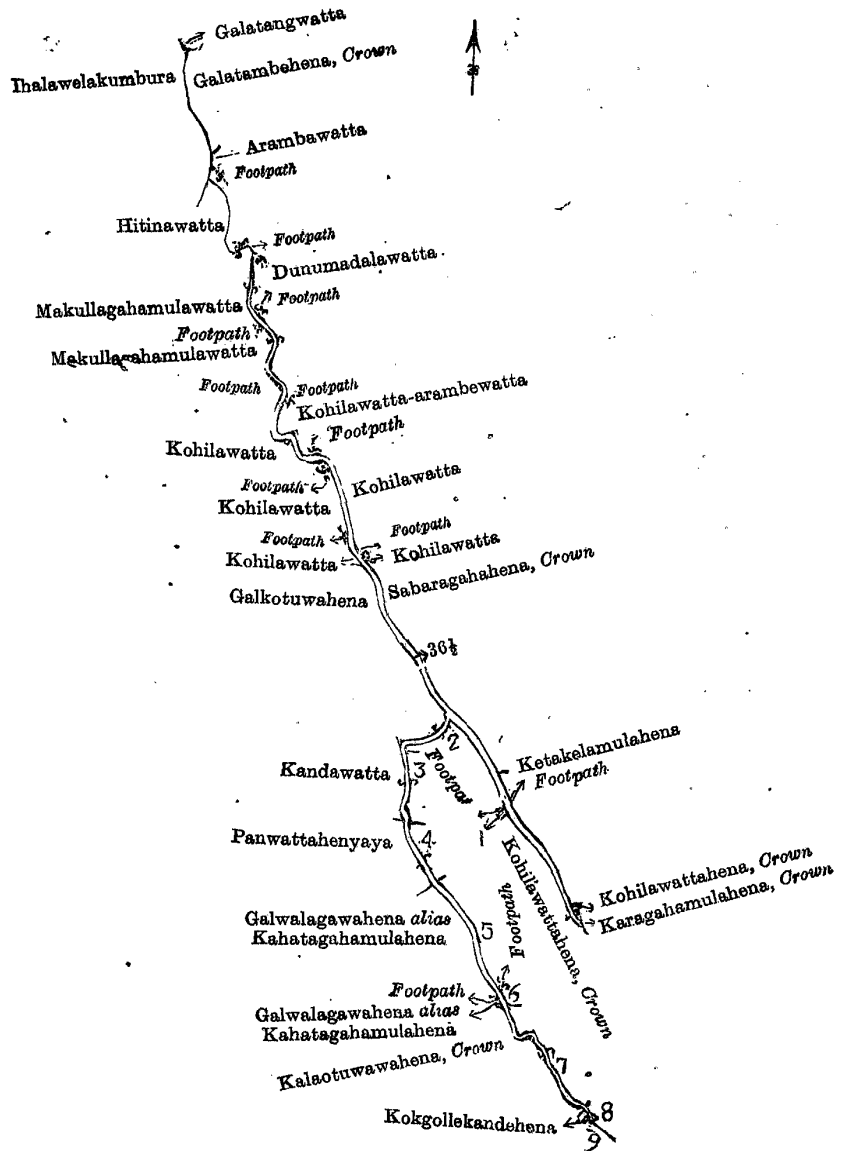 Galatangwatta
Ihalawelakumbura
Galatambehena, Crown
Arambawatta
Footpath
Hitinawatta
Footpath
Dunumadalawatta
Makullagahamulawatta
Footpath
Footpath
Makullagahamulawatta
Footpath
Footpath
Kohilawatta-arambewatta
Footpath
Kohilawatta
Kohilawatta
Footpath
Kohilawatta
Footpath
Footpath
Kohilawatta
Kohilawatta
Sabaragahahena, Crown
Galkotuwahena
36½
2
Ketakelamulahena
Footpath
Kandawatta
3
Footpat
Panwattahenyaya
4
1
Kohilawattahena, Crown
Kohilawattahena, Crown
Karagahamulahena, Crown
Galwalagawahena alias
Kahatagahamulahena
5
Footpath
Footpath
6
Galwalagawahena alias
Kahatagahamulahena
Kalaotuwawahena, Crown
7
Kokgollekandehena
8
9